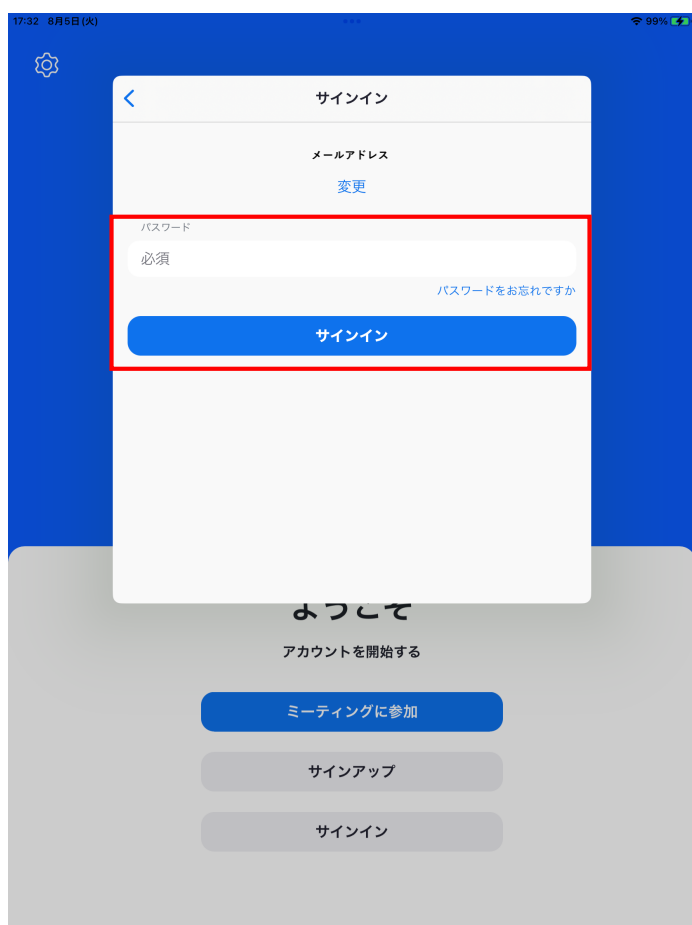 17:32 8月5日(火)
99%
サインイン
メールアドレス
変更
パスワード
必須
パスワードをお忘れですか
サインイン
ようこそ
アカウントを開始する
ミーティングに参加
サインアップ
サインイン